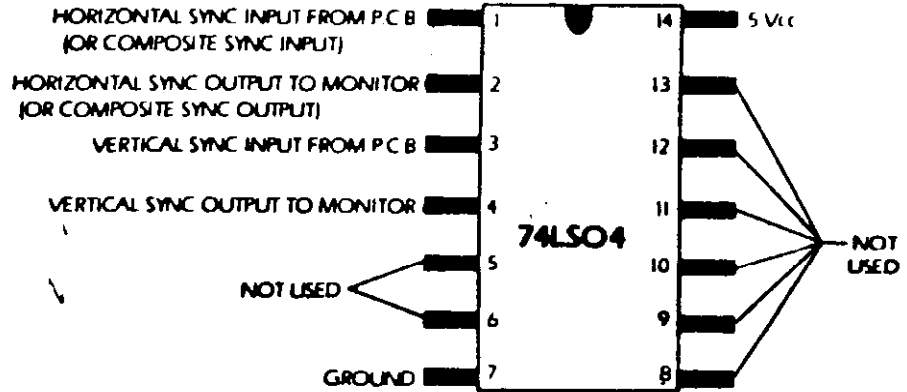 HORIZONTAL SYNC INPUT FROM P C B
(OR COMPOSITE SYNC INPUT)
HORIZONTAL SYNC OUTPUT TO MONITOR
(OR COMPOSITE SYNC OUTPUT)
VERTICAL SYNC INPUT FROM P C B
VERTICAL SYNC OUTPUT TO MONITOR
NOT USED
GROUND
1
2
3
4
5
6
7
74LSO4
14
13
12
11
10
9
8
5 Vcc
NOT
USED